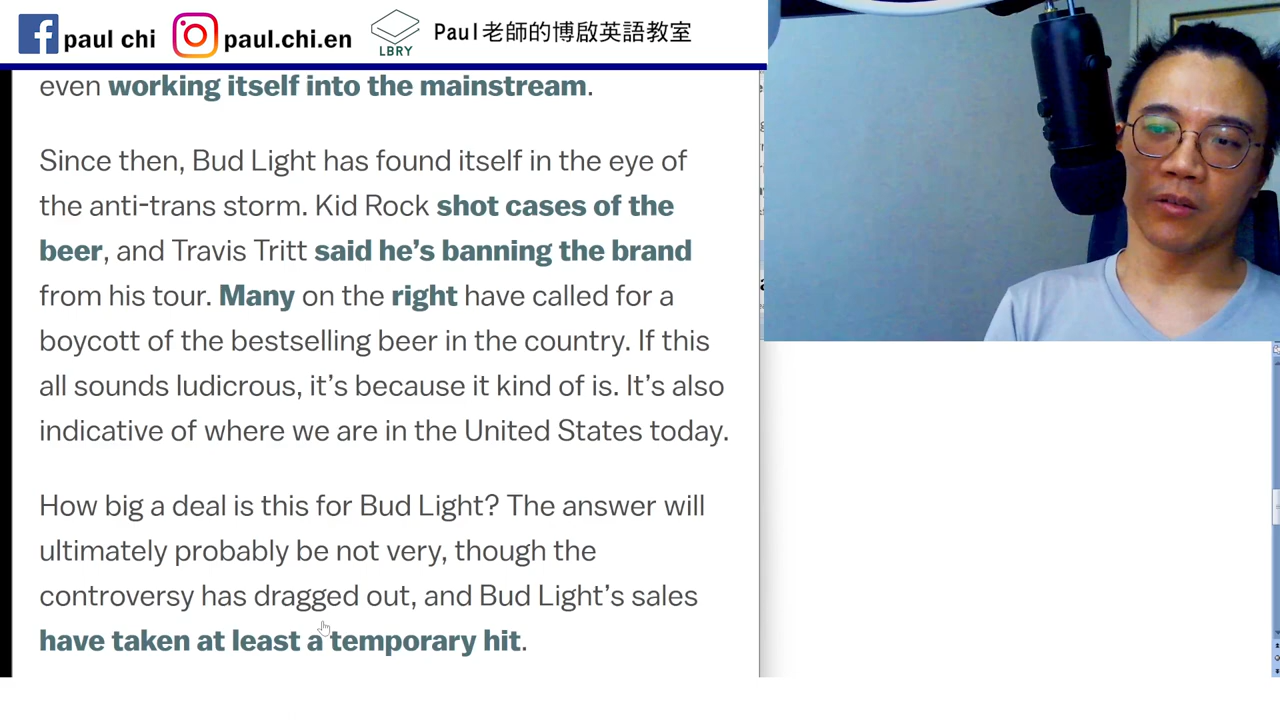 paul chi
paul.chi.en
LBRY
Paul老師的博啟英語教室
even working itself into the mainstream.
Since then, Bud Light has found itself in the eye of
the anti-trans storm. Kid Rock shot cases of the
beer, and Travis Tritt said he’s banning the brand
from his tour. Many on the right have called for a
boycott of the bestselling beer in the country. If this
all sounds ludicrous, it’s because it kind of is. It’s also
indicative of where we are in the United States today.
How big a deal is this for Bud Light? The answer will
ultimately probably be not very, though the
controversy has dragged out, and Bud Light’s sales
have taken at least a temporary hit.